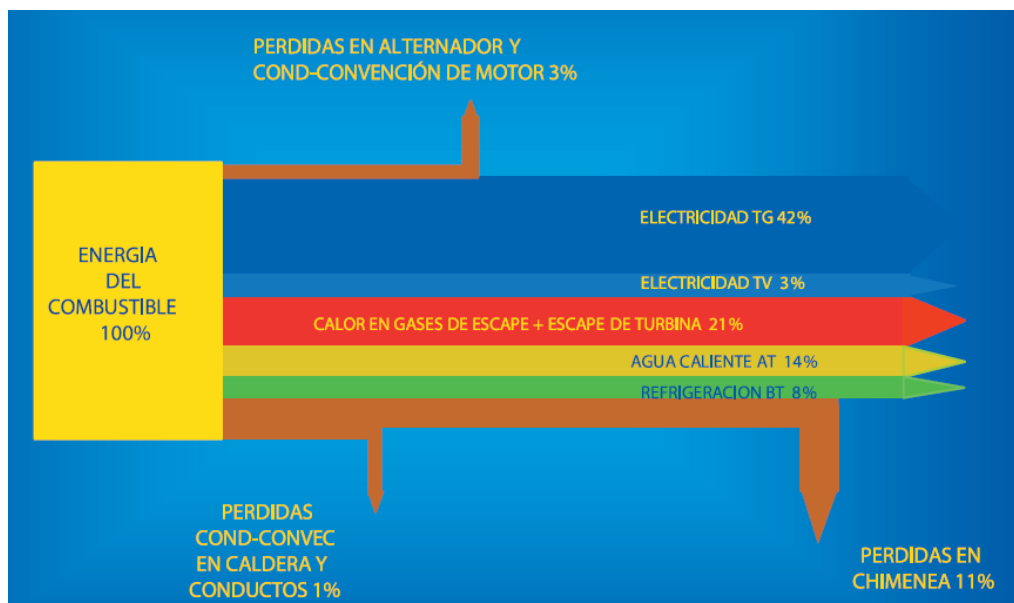 PERDIDAS EN ALTERNADOR Y
COND-CONVENCIÓN DE MOTOR 3%
ENERGIA
DEL
COMBUSTIBLE
100%
ELECTRICIDAD TG 42%
ELECTRICIDAD TV 3%
CALOR EN GASES DE ESCAPE + ESCAPE DE TURBINA 21%
AGUA CALIENTE AT 14%
REFRIGERACION BT 8%
PERDIDAS
COND-CONVEC
EN CALDERA Y
CONDUCTOS 1%
PERDIDAS EN
CHIMENEA 11%